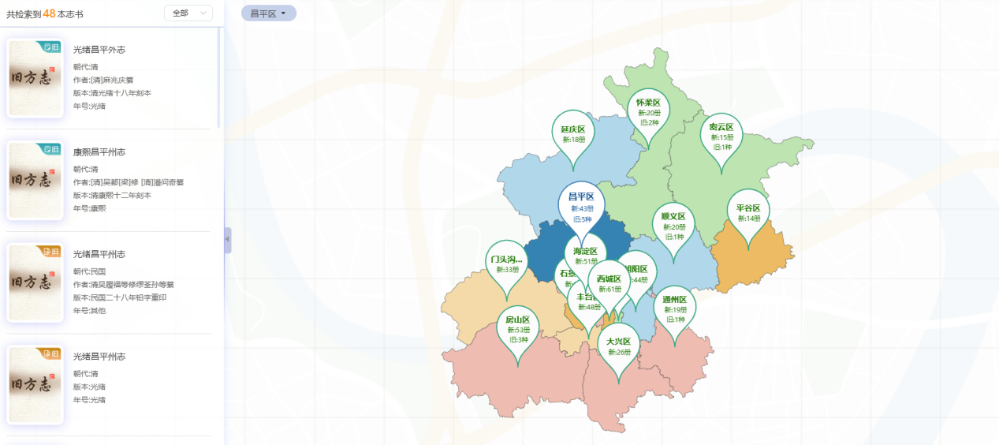 共检索到48本志书
全部
昌平区
旧
旧方志
光绪昌平外志
朝代:清
作者:[清]麻兆庆纂
版本:清光绪十八年刻本
年号:光绪
旧
旧方志
康熙昌平州志
朝代:清
作者:[清]吴都[梁]修 [清]潘问奇纂
版本:清康熙十二年刻本
年号:康熙
旧
旧方志
光绪昌平州志
朝代:民国
作者:清吴履福等修缪荃孙等纂
版本:民国二十八年铅字重印
年号:其他
旧
旧方志
光绪昌平州志
朝代:清
版本:光绪
年号:光绪
怀柔区
新:20册
旧:2种
延庆区
新:18册
密云区
新:15册
旧:1种
昌平区
新:43册
旧:5种
平谷区
新:14册
顺义区
新:20册
旧:1种
门头沟...
新:33册
海淀区
新:51册
朝阳区
:44册
石景
新:
西城区
新:61册
丰台
新:48册
通州区
新:19册
旧:1种
房山区
新:53册
旧:3种
大兴区
新:26册